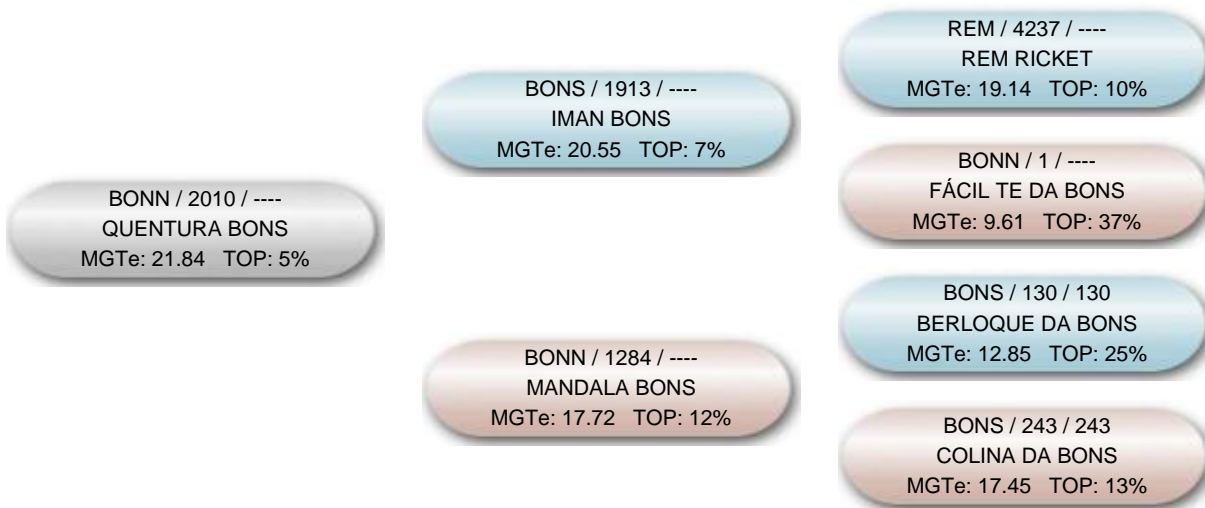 BONN / 2010 / ----
QUENTURA BONS
MGTe: 21.84 TOP: 5%
BONS / 1913 / ----
IMAN BONS
MGTe: 20.55 TOP: 7%
BONN / 1284 / ----
MANDALA BONS
MGTe: 17.72 TOP: 12%
REM / 4237 / ----
REM RICKET
MGTe: 19.14 TOP: 10%
BONN / 1 / ----
FÁCIL TE DA BONS
MGTe: 9.61 TOP: 37%
BONS / 130 / 130
BERLOQUE DA BONS
MGTe: 12.85 TOP: 25%
BONS / 243 / 243
COLINA DA BONS
MGTe: 17.45 TOP: 13%